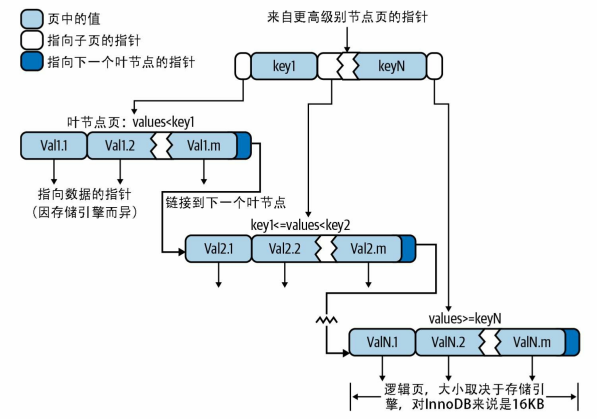 页中的值
指向子页的指针
指向下一个叶节点的指针
来自更高级别节点页的指针
key1
keyN
叶节点页：values<key1
Val1.1
Val1.2
Val1.m
指向数据的指针
（因存储引擎而异）
链接到下一个叶节点
key1<=values<key2
Val2.1
Val2.2
Val2.m
values>=keyN
ValN.1
ValN.2
ValN.m
逻辑页，大小取决于存储引
擎，对InnoDB来说是16KB